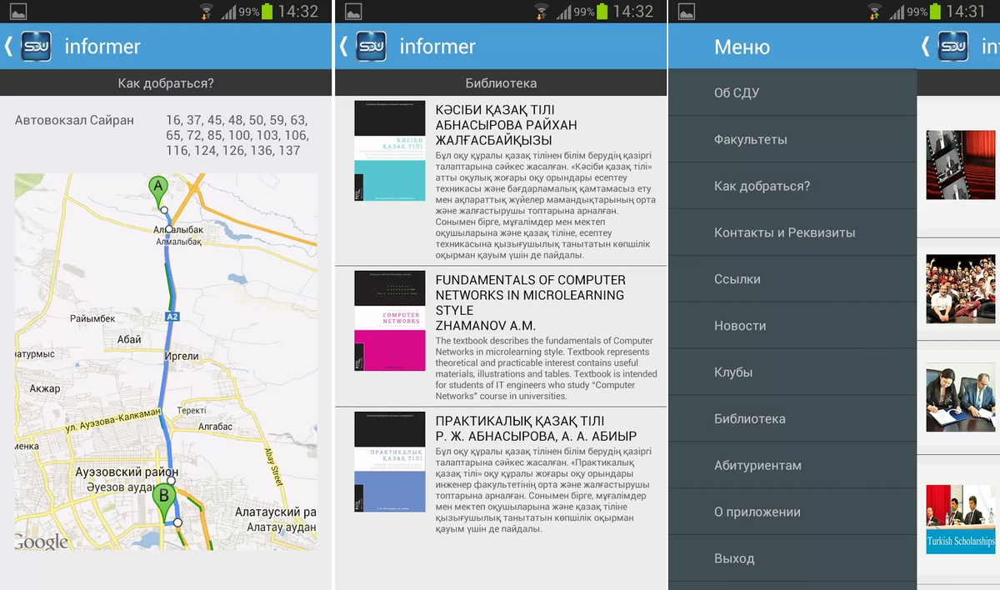 99% 14:32
SDU informer
Как добраться?
Автовокзал Сайран
16, 37, 45, 48, 50, 59, 63,
65, 72, 85, 100, 103, 106,
116, 124, 126, 136, 137
A
Алмалыбак
Алмалыбақ
A2
Райымбек
Абай
Иргели
натурмыс
Акжар
ул. Ауэзова-Калкаман
Теректі
Алгабас
менка
Abay Street
Ауэзовский район
Әуезов аудан
B
Алатауский ра
Алатау аудан
Google
99% 14:32
SDU informer
Библиотека
КӘСІБИ
ҚАЗАҚ ТІЛІ
КӘСІБИ ҚАЗАҚ ТІЛІ
АБНАСЫРОВА РАЙХАН
ЖАЛҒАСБАЙҚЫЗЫ
Бұл оқу құралы қазақ тілінен білім берудің қазіргі
талаптарына сәйкес жасалған. «Кәсіби қазақ тілі»
атты оқулық жоғары оқу орындары есептеу
техникасы және бағдарламалық қамтамасыз ету
мен ақпараттық жүйелер мамандықтарының орта
және жалғастырушы топтарына арналған.
Сонымен бірге, мұғалімдер мен мектеп
оқушыларына және қазақ тіліне, есептеу
техникасына қызығушылық танытатын көпшілік
оқырман қауым үшін де пайдалы.
COMPUTER
NETWORKS
FUNDAMENTALS OF COMPUTER
NETWORKS IN MICROLEARNING
STYLE
ZHAMANOV A.M.
The textbook describes the fundamentals of Computer
Networks in microlearning style. Textbook represents
theoretical and practicable interest contains useful
materials, illustrations and tables. Textbook is intended
for students of IT engineers who study “Computer
Networks” course in universities.
ПРАКТИКАЛЫҚ
ҚАЗАҚ ТІЛІ
ПРАКТИКАЛЫҚ ҚАЗАҚ ТІЛІ
Р. Ж. АБНАСЫРОВА, А. А. АБИЫР
Бұл оқу құралы қазақ тілінен білім берудің қазіргі
талаптарына сәйкес жасалған. «Практикалық
қазақ тілі» оқу құралы жоғары оқу орындары
инженер факультетінің орта және жалғастырушы
топтарына арналған. Сонымен бірге, мұғалімдер
мен мектеп оқушыларына және қазақ тіліне
қызығушылық танытатын көпшілік оқырман
қауым үшін де пайдалы.
99% 14:31
Меню
SDU in
Об СДУ
Факультеты
Как добраться?
Контакты и Реквизиты
Ссылки
Новости
Клубы
Библиотека
Абитуриентам
О приложении
Выход
Turkish Scholarships